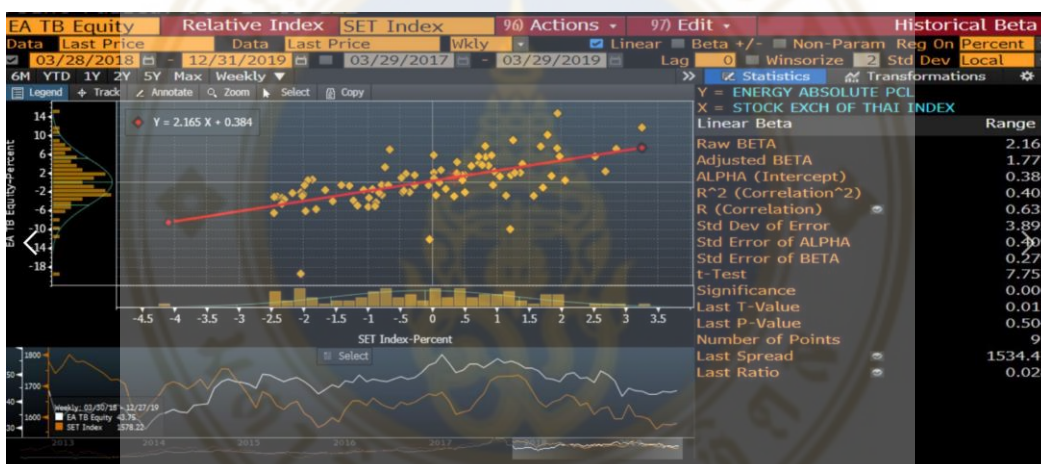 EA TB Equity Relative Index SET Index 96) Actions 97) Edit Historical Beta
Data Last Price Data Last Price Wkly Linear Beta +/- Non-Param Reg On Percent
03/28/2018 - 12/31/2019 03/29/2017 - 03/29/2019 Lag 0 Winsorize 2 Std Dev Local
6M YTD 1Y 2Y 5Y Max Weekly ▼ » Statistics Transformations
Legend Track Annotate Zoom Select Copy
Y = ENERGY ABSOLUTE PCL
X = STOCK EXCH OF THAI INDEX
Linear Beta Range
Raw BETA 2.16
Adjusted BETA 1.77
ALPHA (Intercept) 0.38
R^2 (Correlation^2) 0.40
R (Correlation) 0.63
Std Dev of Error 3.89
Std Error of ALPHA 0.40
Std Error of BETA 0.27
t-Test 7.75
Significance 0.00
Last T-Value 0.01
Last P-Value 0.50
Number of Points 9
Last Spread 1534.4
Last Ratio 0.02
Y = 2.165 X + 0.384
EA TB Equity-Percent
14
10
6
2
-2
-6
-10
-14
-18
-4.5 -4 -3.5 -3 -2.5 -2 -1.5 -1 -.5 0 .5 1 1.5 2 2.5 3 3.5
SET Index-Percent
Select
1800
1700
1600
Weekly: 03/30/18 - 12/27/19
EA TB Equity 43.75
SET Index 1578.22
2013 2014 2015 2016 2017